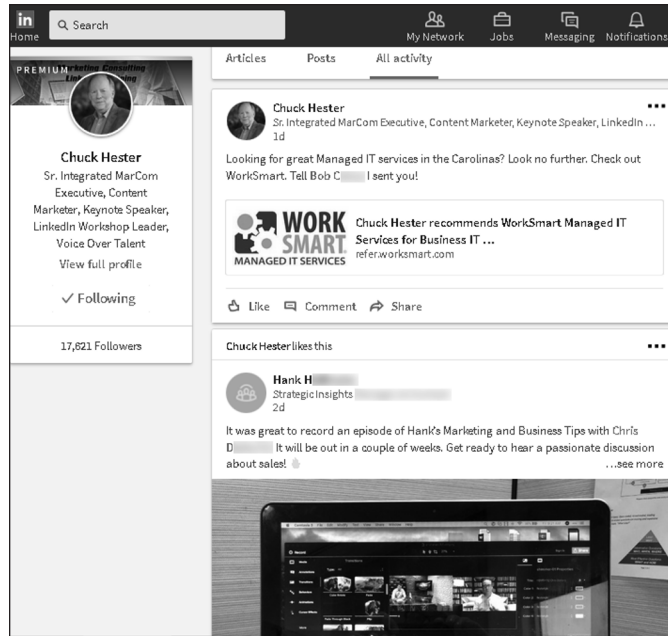 in
Search
Home
My Network
Jobs
Messaging
Notifications
Articles
Posts
All activity
PREMIUM
Marketing Consulting
Chuck Hester
Sr. Integrated MarCom
Executive, Content
Marketer, Keynote Speaker,
LinkedIn Workshop Leader,
Voice Over Talent
View full profile
Following
17,621 Followers
Chuck Hester
Sr. Integrated MarCom Executive, Content Marketer, Keynote Speaker, LinkedIn ...
1d
Looking for great Managed IT services in the Carolinas? Look no further. Check out
WorkSmart. Tell Bob C I sent you!
WORK
SMART
MANAGED IT SERVICES
Chuck Hester recommends WorkSmart Managed IT
Services for Business IT ...
refer.worksmart.com
Like
Comment
Share
Chuck Hester likes this
Hank H
Strategic Insights
2d
It was great to record an episode of Hank's Marketing and Business Tips with Chris
D It will be out in a couple of weeks. Get ready to hear a passionate discussion
about sales!
...see more